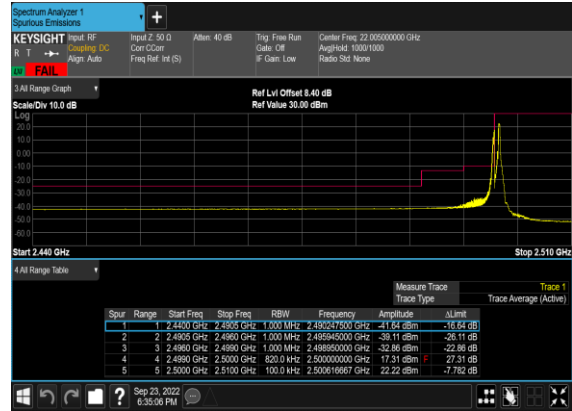 Spectrum Analyzer 1
Spurious Emissions
KEYSIGHT Input: RF Input Z: 50 Ω Atten: 40 dB Trig: Free Run Center Freq: 22.005000000 GHz
R T Coupling: DC Corr CCorr Gate: Off Avg|Hold: 1000/1000
Align: Auto Freq Ref: Int (S) IF Gain: Low Radio Std: None
FAIL
3 All Range Graph
Ref Lvl Offset 8.40 dB
Scale/Div 10.0 dB Ref Value 30.00 dBm
Log
20.0
10.0
0.00
-10.0
-20.0
-30.0
-40.0
-50.0
-60.0
Start 2.440 GHz Stop 2.510 GHz
4 All Range Table
Measure Trace Trace 1
Trace Type Trace Average (Active)
Spur Range Start Freq Stop Freq RBW Frequency Amplitude ΔLimit
1 1 2.4400 GHz 2.4905 GHz 1.000 MHz 2.490247500 GHz -41.64 dBm -16.64 dB
2 2 2.4905 GHz 2.4960 GHz 1.000 MHz 2.495945000 GHz -39.11 dBm -26.11 dB
3 3 2.4960 GHz 2.4990 GHz 1.000 MHz 2.498950000 GHz -32.86 dBm -22.86 dB
4 4 2.4990 GHz 2.5000 GHz 820.0 kHz 2.500000000 GHz 17.31 dBm F 27.31 dB
5 5 2.5000 GHz 2.5100 GHz 100.0 kHz 2.500616667 GHz 22.22 dBm -7.782 dB
Sep 23, 2022
6:35:06 PM